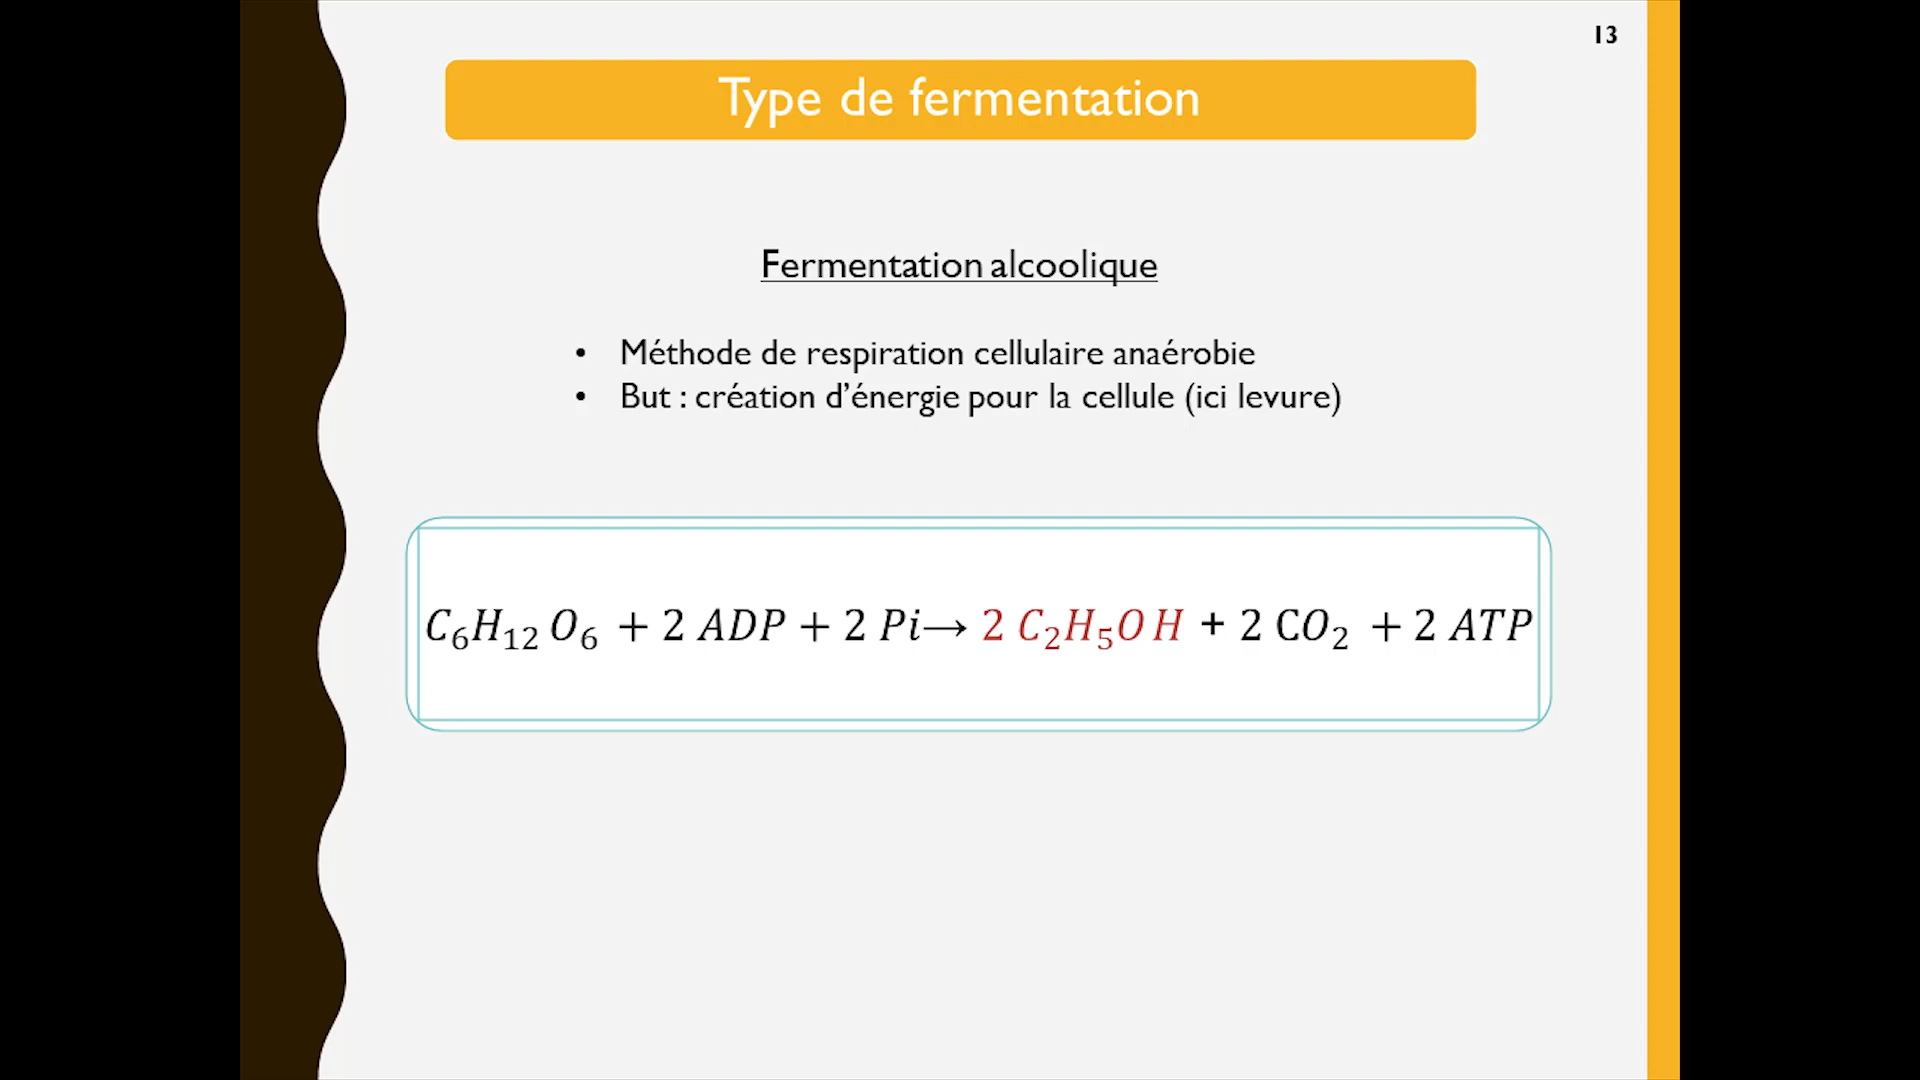 13
Type de fermentation
Fermentation alcoolique
• Méthode de respiration cellulaire anaérobie
• But : création d’énergie pour la cellule (ici levure)
C₆H₁₂O₆ + 2 ADP + 2 Pi→ 2 C₂H₅OH + 2 CO₂ + 2 ATP